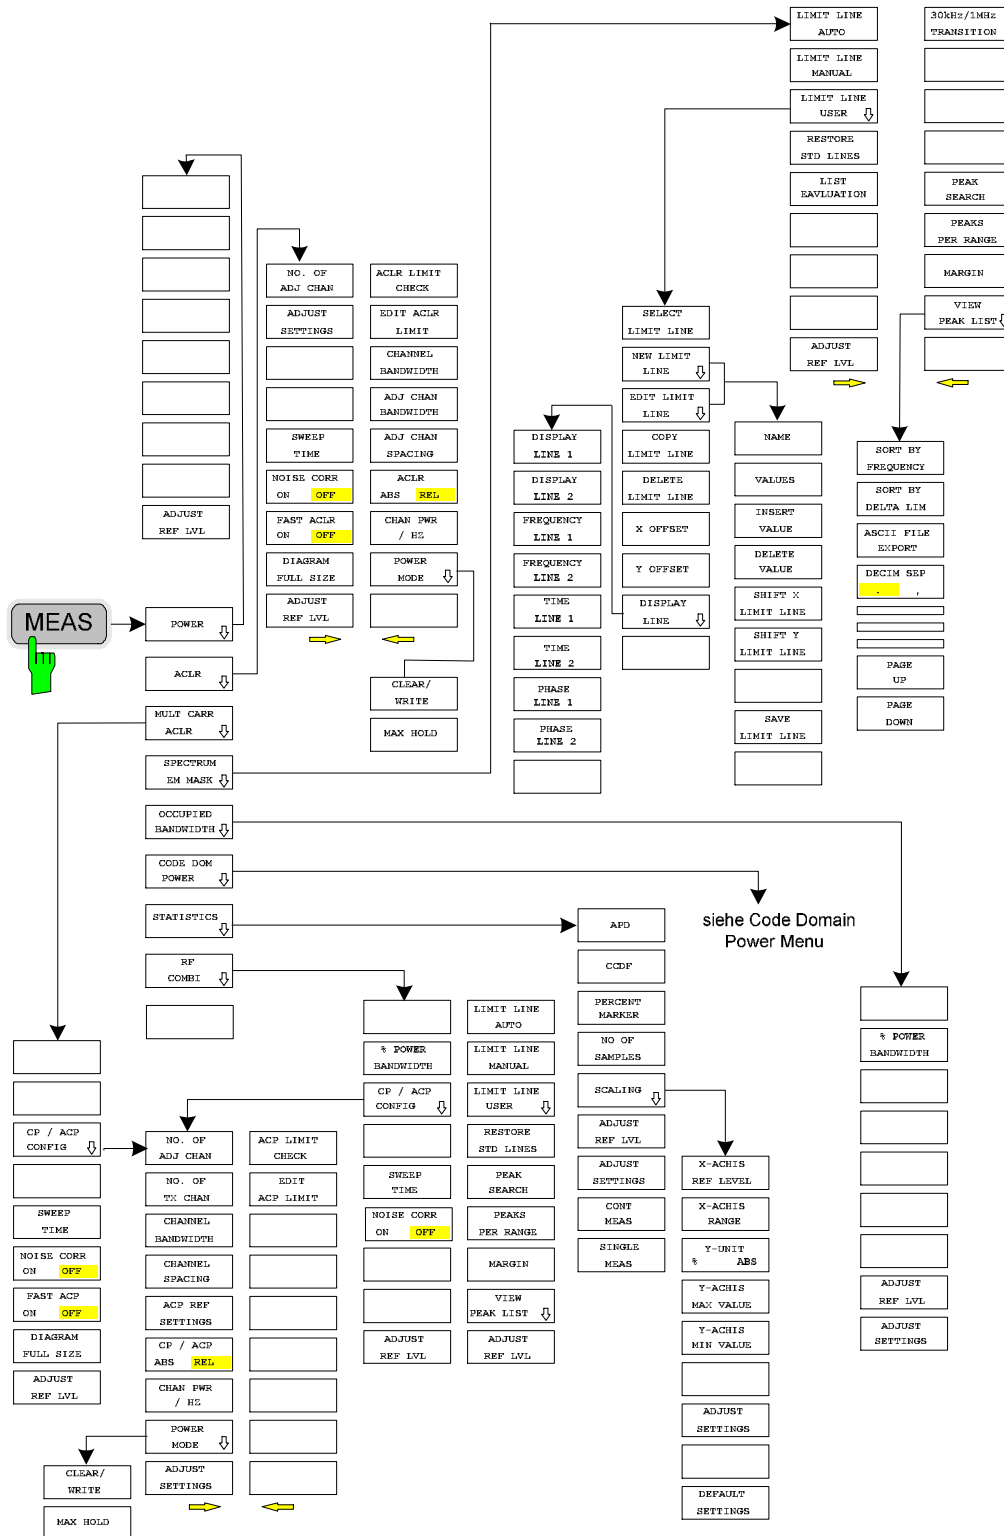 LIMIT LINE
AUTO
LIMIT LINE
MANUAL
LIMIT LINE
USER
RESTORE
STD LINES
LIST
EAVLUATION
ADJUST
REF LVL
30kHz/1MHz
TRANSITION
PEAK
SEARCH
PEAKS
PER RANGE
MARGIN
VIEW
PEAK LIST
ADJUST
REF LVL
NO. OF
ADJ CHAN
ADJUST
SETTINGS
SWEEP
TIME
NOISE CORR
ON OFF
FAST ACLR
ON OFF
DIAGRAM
FULL SIZE
ADJUST
REF LVL
ACLR LIMIT
CHECK
EDIT ACLR
LIMIT
CHANNEL
BANDWIDTH
ADJ CHAN
BANDWIDTH
ADJ CHAN
SPACING
ACLR
ABS REL
CHAN PWR
/ HZ
POWER
MODE
CLEAR/
WRITE
MAX HOLD
SELECT
LIMIT LINE
NEW LIMIT
LINE
EDIT LIMIT
LINE
COPY
LIMIT LINE
DELETE
LIMIT LINE
X OFFSET
Y OFFSET
DISPLAY
LINE
DISPLAY
LINE 1
DISPLAY
LINE 2
FREQUENCY
LINE 1
FREQUENCY
LINE 2
TIME
LINE 1
TIME
LINE 2
PHASE
LINE 1
PHASE
LINE 2
NAME
VALUES
INSERT
VALUE
DELETE
VALUE
SHIFT X
LIMIT LINE
SHIFT Y
LIMIT LINE
SAVE
LIMIT LINE
SORT BY
FREQUENCY
SORT BY
DELTA LIM
ASCII FILE
EXPORT
DECIM SEP
. ,
PAGE
UP
PAGE
DOWN
MEAS
POWER
ACLR
MULT CARR
ACLR
SPECTRUM
EM MASK
OCCUPIED
BANDWIDTH
CODE DOM
POWER
STATISTICS
RF
COMBI
siehe Code Domain
Power Menu
APD
CCDF
PERCENT
MARKER
NO OF
SAMPLES
SCALING
ADJUST
REF LVL
ADJUST
SETTINGS
CONT
MEAS
SINGLE
MEAS
X-ACHIS
REF LEVEL
X-ACHIS
RANGE
Y-UNIT
% ABS
Y-ACHIS
MAX VALUE
Y-ACHIS
MIN VALUE
ADJUST
SETTINGS
DEFAULT
SETTINGS
% POWER
BANDWIDTH
ADJUST
REF LVL
ADJUST
SETTINGS
% POWER
BANDWIDTH
CP / ACP
CONFIG
SWEEP
TIME
NOISE CORR
ON OFF
ADJUST
REF LVL
LIMIT LINE
AUTO
LIMIT LINE
MANUAL
LIMIT LINE
USER
RESTORE
STD LINES
PEAK
SEARCH
PEAKS
PER RANGE
MARGIN
VIEW
PEAK LIST
ADJUST
REF LVL
CP / ACP
CONFIG
SWEEP
TIME
NOISE CORR
ON OFF
FAST ACP
ON OFF
DIAGRAM
FULL SIZE
ADJUST
REF LVL
NO. OF
ADJ CHAN
NO. OF
TX CHAN
CHANNEL
BANDWIDTH
CHANNEL
SPACING
ACP REF
SETTINGS
CP / ACP
ABS REL
CHAN PWR
/ HZ
POWER
MODE
ADJUST
SETTINGS
ACP LIMIT
CHECK
EDIT
ACP LIMIT
CLEAR/
WRITE
MAX HOLD